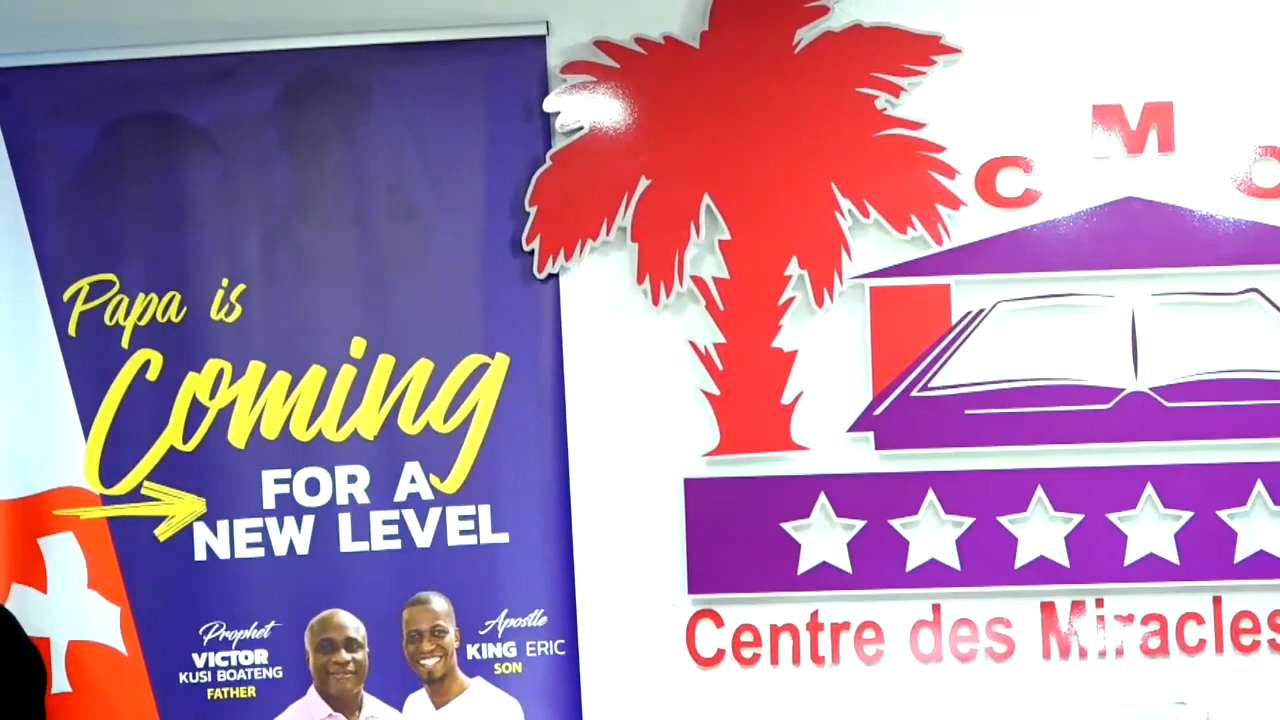 Papa is
Coming
FOR A
NEW LEVEL
Prophet
VICTOR
KUSI BOATENG
FATHER
Apostle
KING ERIC
SON
C M C
Centre des Miracles